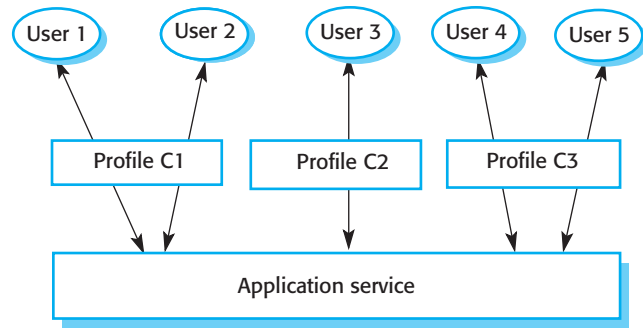 User 1
User 2
User 3
User 4
User 5
Profile C1
Profile C2
Profile C3
Application service